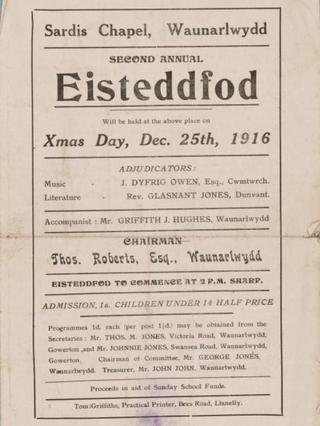 Sardis Chapel, Waunarlwydd
SECOND ANNUAL
Eisteddfod
Will be held at the above place on
Xmas Day, Dec. 25th, 1916
ADJUDICATORS:
Music - J. DYFRIG OWEN, Esq., Cwmtwrch.
Literature - Rev. GLASNANT JONES, Dunvant.
Accompanist : Mr. GRIFFITH J. HUGHES, Waunarlwydd
CHAIRMAN—
Thos. Roberts, Esq., Waunarlwydd
EISTEDDFOD TO COMMENCE AT 2 P.M. SHARP.
ADMISSION, 1s. CHILDREN UNDER 14 HALF PRICE
Programmes 1d. each (per post 1½d.) may be obtained from the
Secretaries : Mr. THOS. M. JONES, Victoria Road, Waunarlwydd,
Gowerton and Mr. JOHNNIE JONES, Swansea Road, Waunarlwydd,
Gowerton. Chairman of Committee, Mr. GEORGE JONES,
Waunarlwydd. Treasurer, Mr. JOHN JOHN, Waunarlwydd.
Proceeds in aid of Sunday School Funds.
Tom Griffiths, Practical Printer, Bres Road, Llanelly.